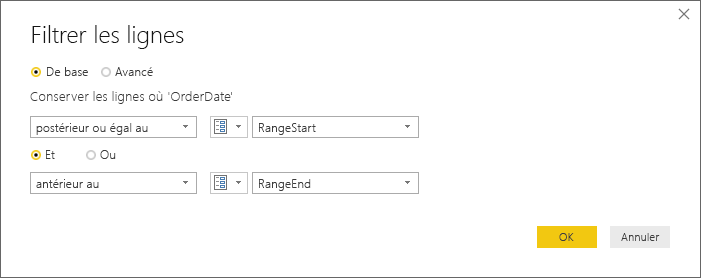 Filtrer les lignes
De base Avancé
Conserver les lignes où 'OrderDate'
postérieur ou égal au RangeStart
Et Ou
antérieur au RangeEnd
OK Annuler